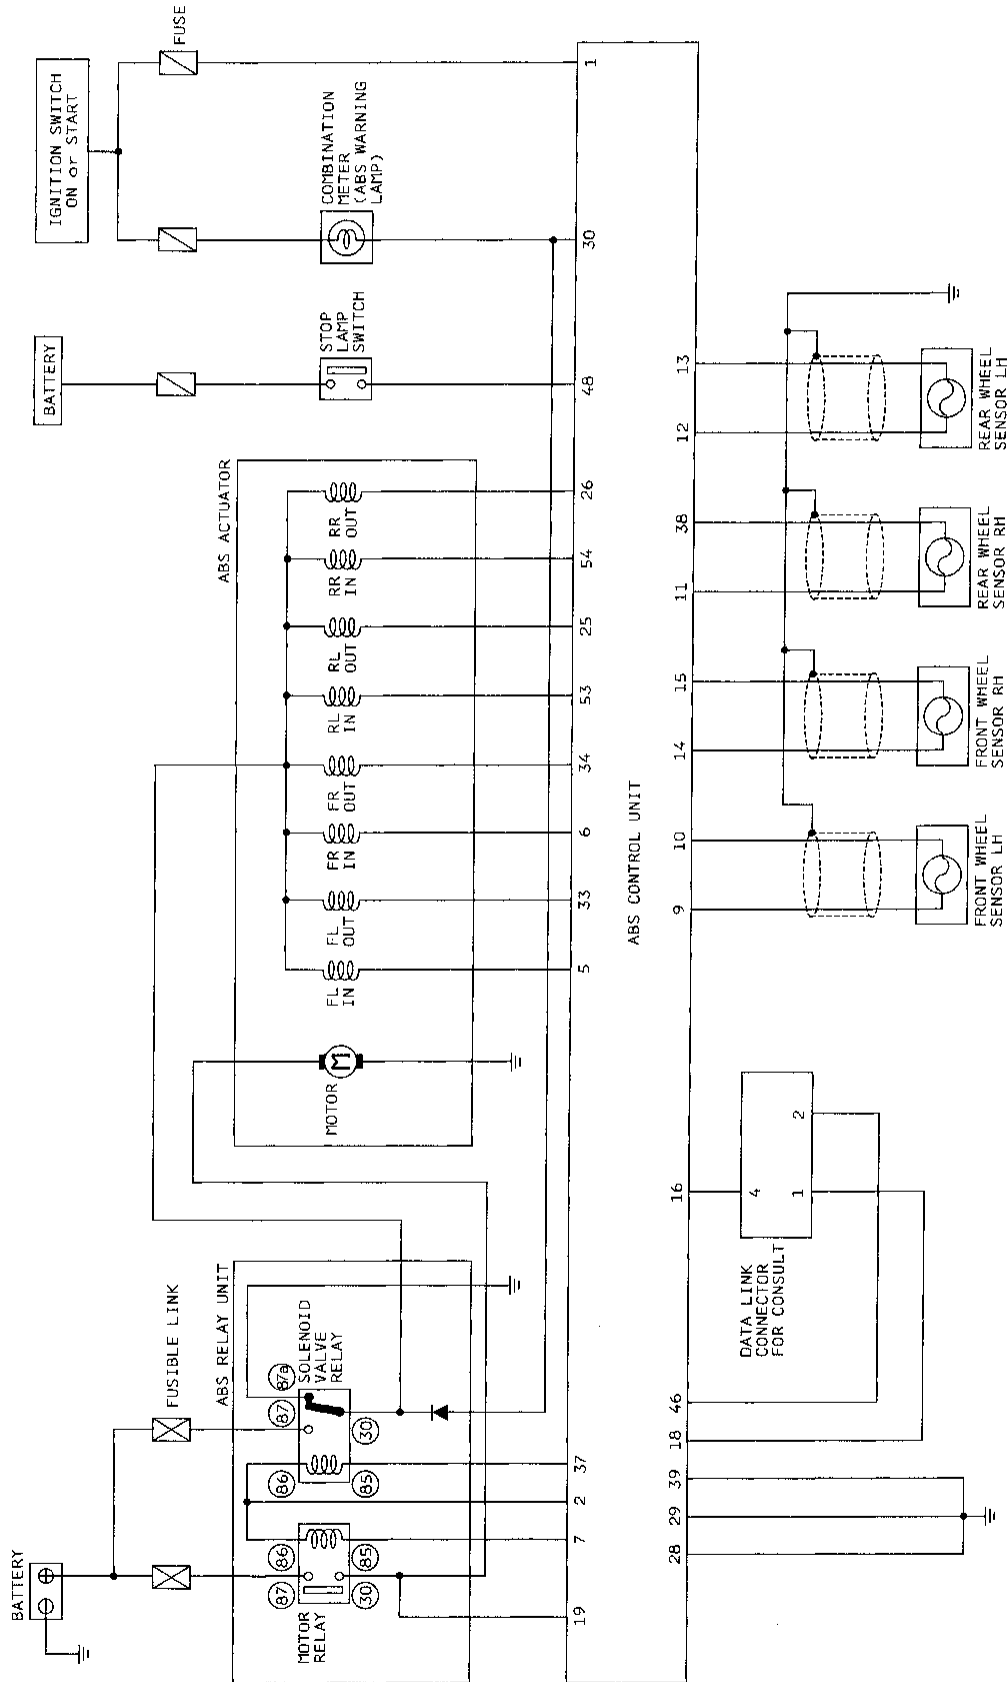 BATTERY
FUSIBLE LINK
ABS RELAY UNIT
MOTOR
RELAY
87
86
30
85
SOLENOID
VALVE
RELAY
86
87
87a
85
30
BATTERY
IGNITION SWITCH
ON or START
FUSE
ABS ACTUATOR
MOTOR
M
FL
IN
FL
OUT
FR
IN
FR
OUT
RL
IN
RL
OUT
RR
IN
RR
OUT
STOP
LAMP
SWITCH
COMBINATION
METER
(ABS WARNING
LAMP)
19
7
2
37
5
33
6
34
53
25
54
26
48
30
1
ABS CONTROL UNIT
28
29
39
18
46
16
9
10
14
15
11
38
12
13
4
1
2
DATA LINK
CONNECTOR
FOR CONSULT
FRONT WHEEL
SENSOR LH
FRONT WHEEL
SENSOR RH
REAR WHEEL
SENSOR RH
REAR WHEEL
SENSOR LH